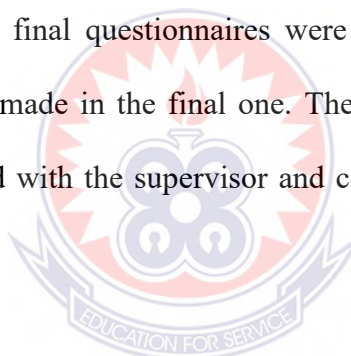 final questionnaires were
made in the final one. The
with the supervisor and c
EDUCATION FOR SERVICE